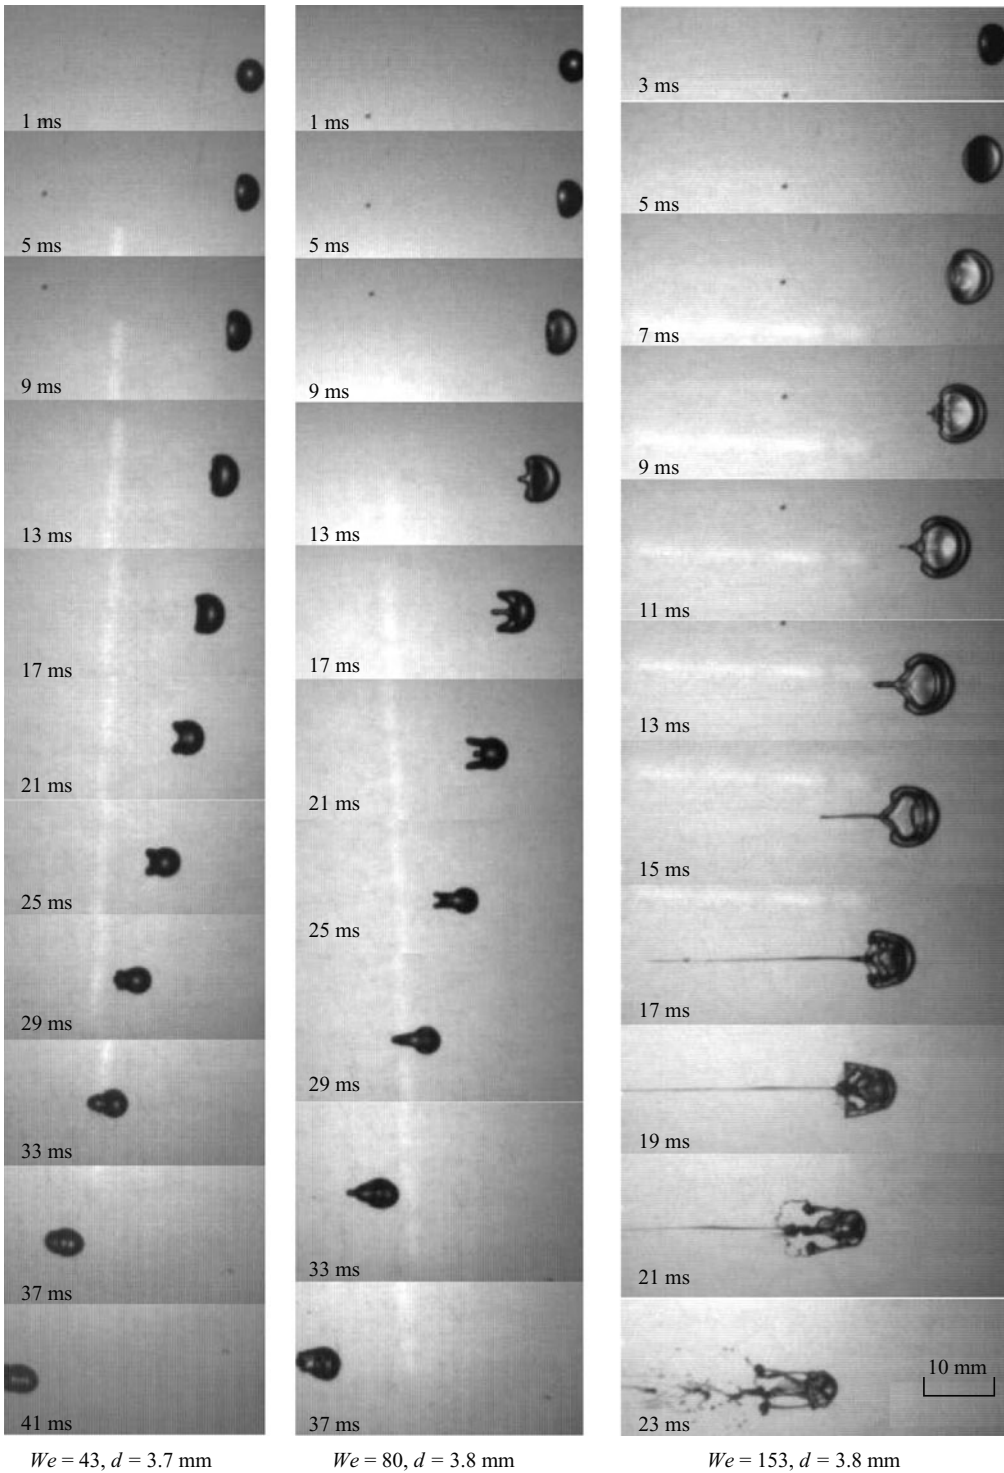 1 ms
5 ms
9 ms
13 ms
17 ms
21 ms
25 ms
29 ms
33 ms
37 ms
41 ms
We = 43, d = 3.7 mm
1 ms
5 ms
9 ms
13 ms
17 ms
21 ms
25 ms
29 ms
33 ms
37 ms
We = 80, d = 3.8 mm
3 ms
5 ms
7 ms
9 ms
11 ms
13 ms
15 ms
17 ms
19 ms
21 ms
10 mm
23 ms
We = 153, d = 3.8 mm